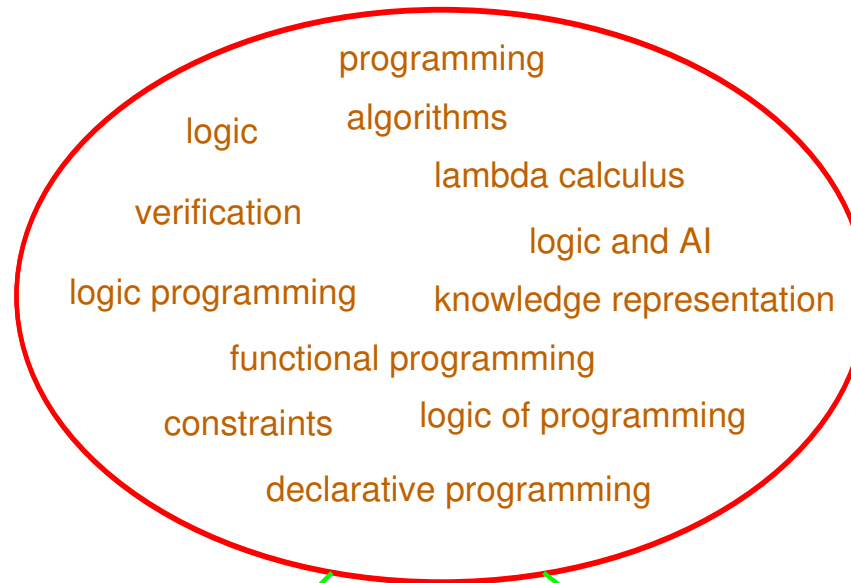 programming
algorithms
logic
lambda calculus
verification
logic and AI
logic programming
knowledge representation
functional programming
constraints
logic of programming
declarative programming